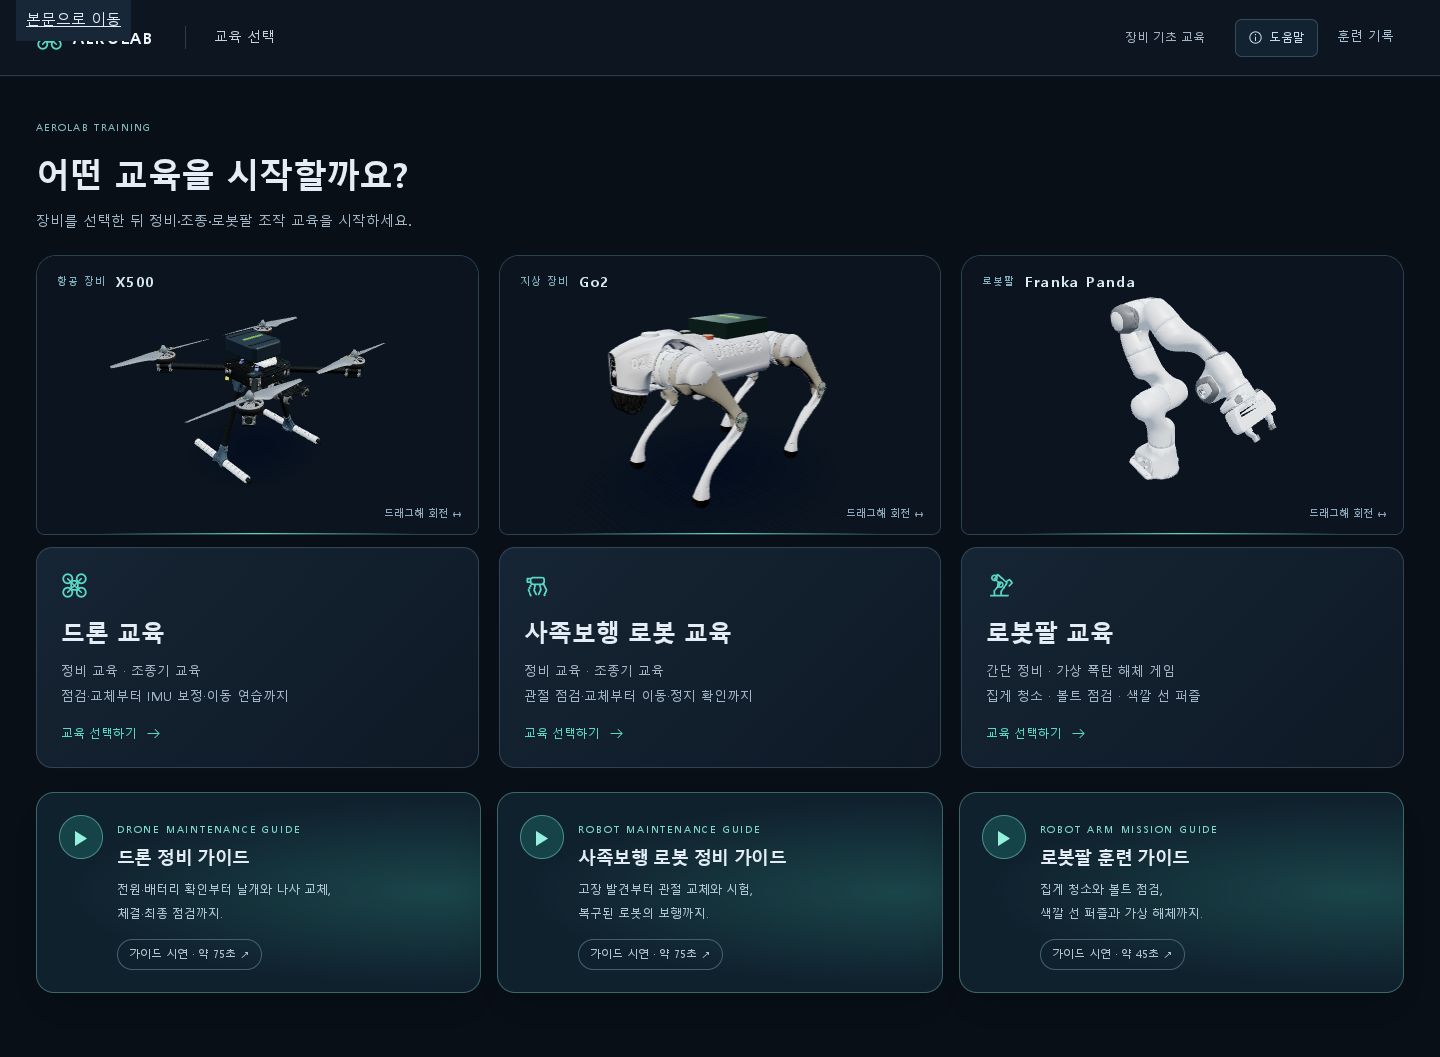 본문으로 이동
AEROLAB
교육 선택
장비 기초 교육
도움말
훈련 기록
AEROLAB TRAINING
어떤 교육을 시작할까요?
장비를 선택한 뒤 정비·조종·로봇팔 조작 교육을 시작하세요.
항공 장비 X500
드래그해 회전 ↔
지상 장비 Go2
드래그해 회전 ↔
로봇팔 Franka Panda
드래그해 회전 ↔
드론 교육
정비 교육 · 조종기 교육
점검·교체부터 IMU 보정·이동 연습까지
교육 선택하기 →
사족보행 로봇 교육
정비 교육 · 조종기 교육
관절 점검·교체부터 이동·정지 확인까지
교육 선택하기 →
로봇팔 교육
간단 정비 · 가상 폭탄 해체 게임
집게 청소 · 볼트 점검 · 색깔 선 퍼즐
교육 선택하기 →
DRONE MAINTENANCE GUIDE
드론 정비 가이드
전원·배터리 확인부터 날개와 나사 교체,
체결·최종 점검까지.
가이드 시연 · 약 75초 ↗
ROBOT MAINTENANCE GUIDE
사족보행 로봇 정비 가이드
고장 발견부터 관절 교체와 시험,
복구된 로봇의 보행까지.
가이드 시연 · 약 75초 ↗
ROBOT ARM MISSION GUIDE
로봇팔 훈련 가이드
집게 청소와 볼트 점검,
색깔 선 퍼즐과 가상 해체까지.
가이드 시연 · 약 45초 ↗